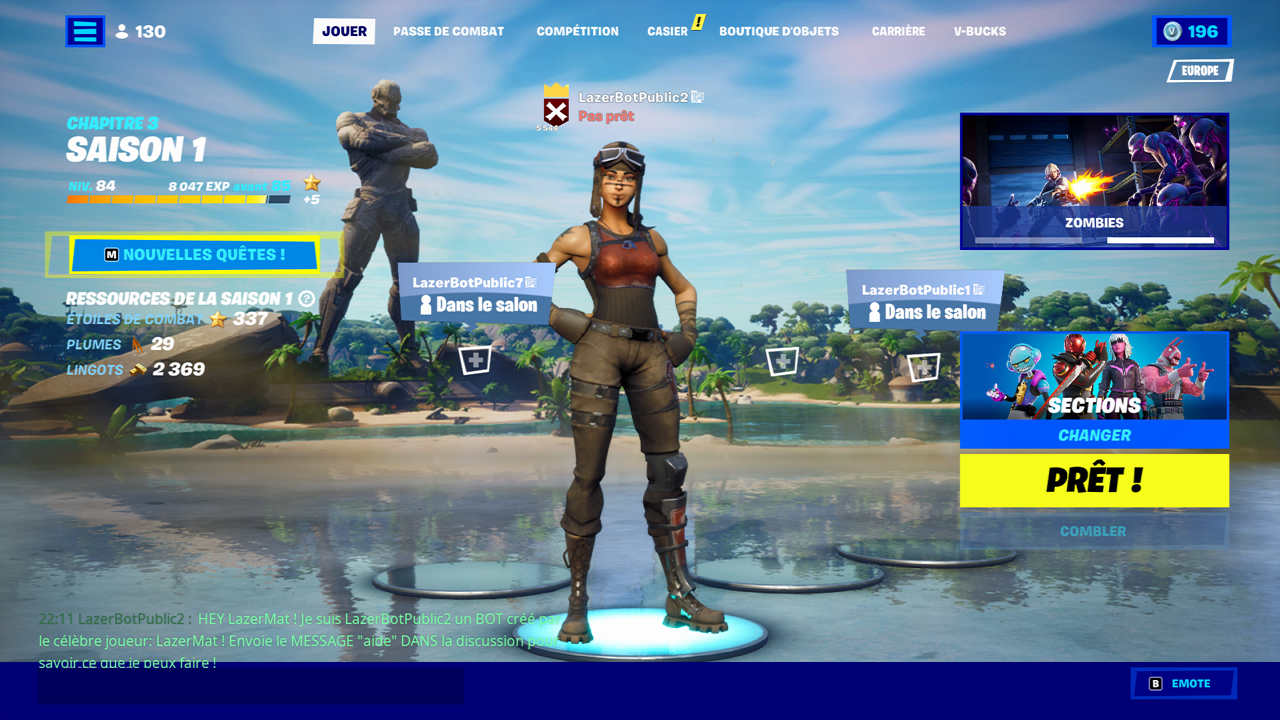 130
JOUER
PASSE DE COMBAT
COMPÉTITION
CASIER
!
BOUTIQUE D'OBJETS
CARRIÈRE
V-BUCKS
196
EUROPE
LazerBotPublic2
Pas prêt
5 544
CHAPITRE 3
SAISON 1
NIV. 84 8 047 EXP avant 85
+5
M NOUVELLES QUÊTES !
RESSOURCES DE LA SAISON 1 ?
ÉTOILES DE COMBAT 337
PLUMES 29
LINGOTS 2 369
LazerBotPublic7
Dans le salon
LazerBotPublic1
Dans le salon
ZOMBIES
SECTIONS
CHANGER
PRÊT !
COMBLER
22:11 LazerBotPublic2 : HEY LazerMat ! Je suis LazerBotPublic2 un BOT créé par
le célèbre joueur: LazerMat ! Envoie le MESSAGE "aide" DANS la discussion pour
savoir ce que je peux faire !
B EMOTE